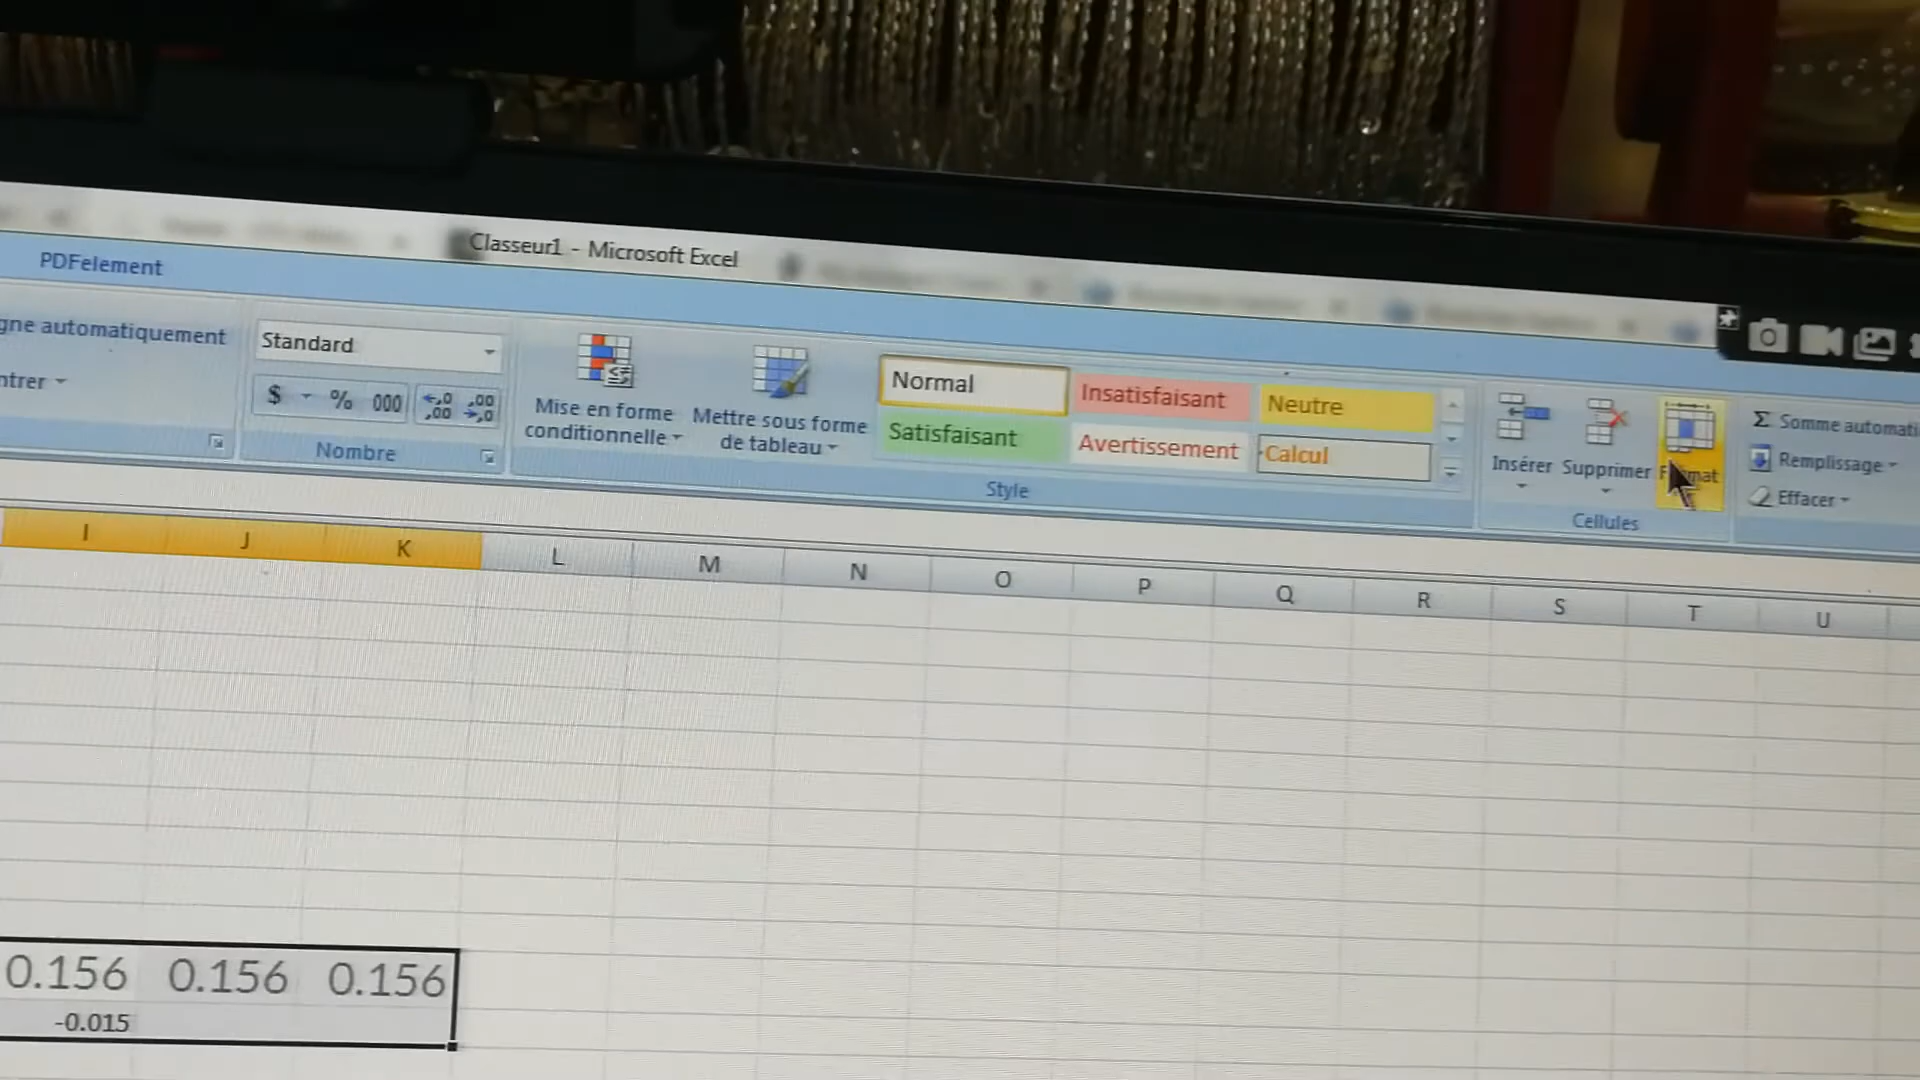 Classeur1 - Microsoft Excel
PDFelement
gne automatiquement
ntrer
Standard
$ % 000
Nombre
Mise en forme
conditionnelle
Mettre sous forme
de tableau
Normal
Insatisfaisant
Neutre
Satisfaisant
Avertissement
Calcul
Style
Insérer
Supprimer
Format
Cellules
Σ Somme automati
Remplissage
Effacer
I J K L M N O P Q R S T U
0.156 0.156 0.156
-0.015